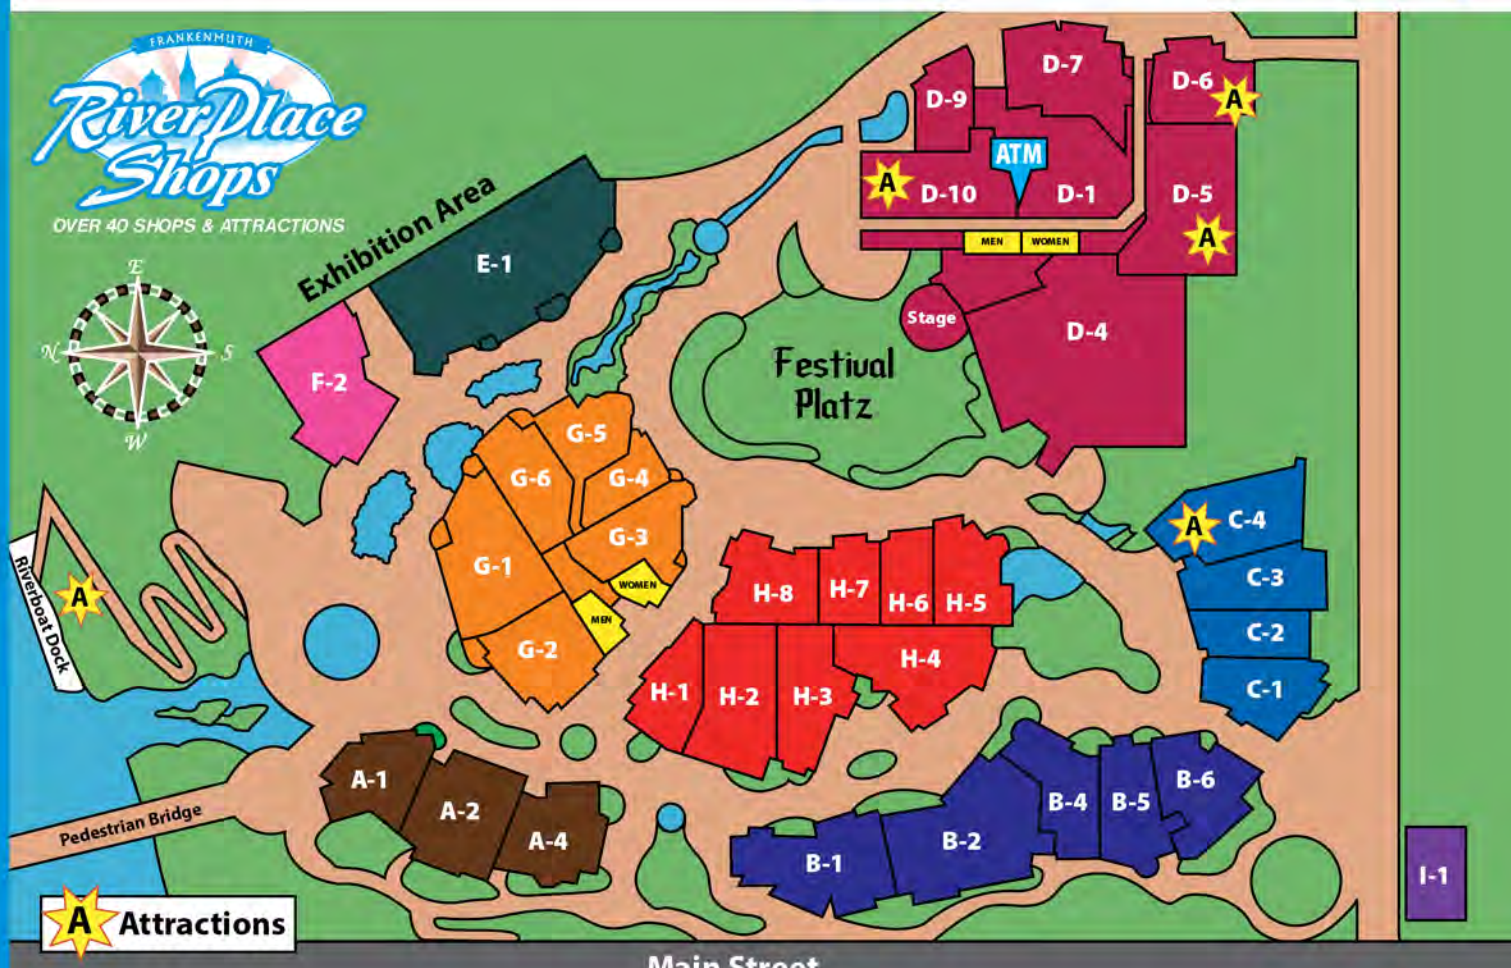 FRANKENMUTH
RiverPlace
Shops
OVER 40 SHOPS & ATTRACTIONS
E
N
S
W
Exhibition Area
E-1
F-2
D-7
D-6
A
D-9
ATM
A
D-10
D-1
D-5
A
MEN
WOMEN
Stage
D-4
Festival
Platz
G-5
G-6
G-4
G-3
G-1
WOMEN
MEN
G-2
A
C-4
C-3
C-2
C-1
H-8
H-7
H-6
H-5
H-4
H-1
H-2
H-3
A
Riverboat Dock
Pedestrian Bridge
A-1
A-2
A-4
B-1
B-2
B-4
B-5
B-6
I-1
A Attractions
Main Street